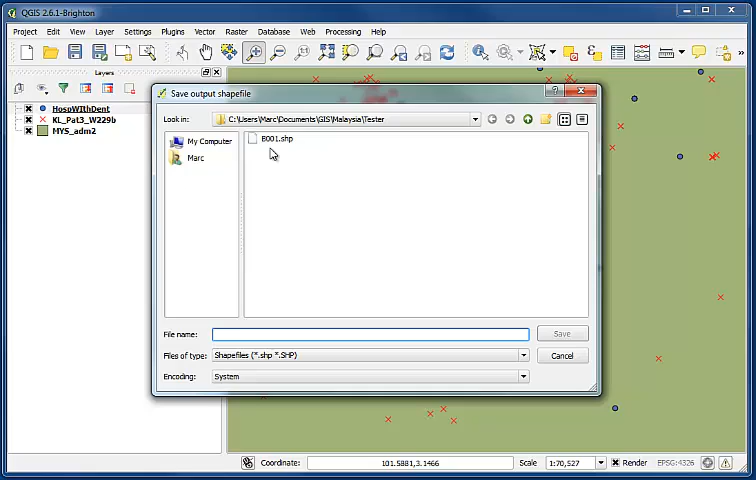 QGIS 2.6.1-Brighton
Project Edit View Layer Settings Plugins Vector Raster Database Web Processing Help
Layers
HospWIthDent
KL_Pat3_W229b
MYS_adm2
Save output shapefile
Look in: C:\Users\Marc\Documents\GIS\Malaysia\Tester
My Computer
Marc
B001.shp
File name: Save
Files of type: Shapefiles (*.shp *.SHP) Cancel
Encoding: System
Coordinate: 101.5881,3.1466 Scale 1:70,527 Render EPSG:4326